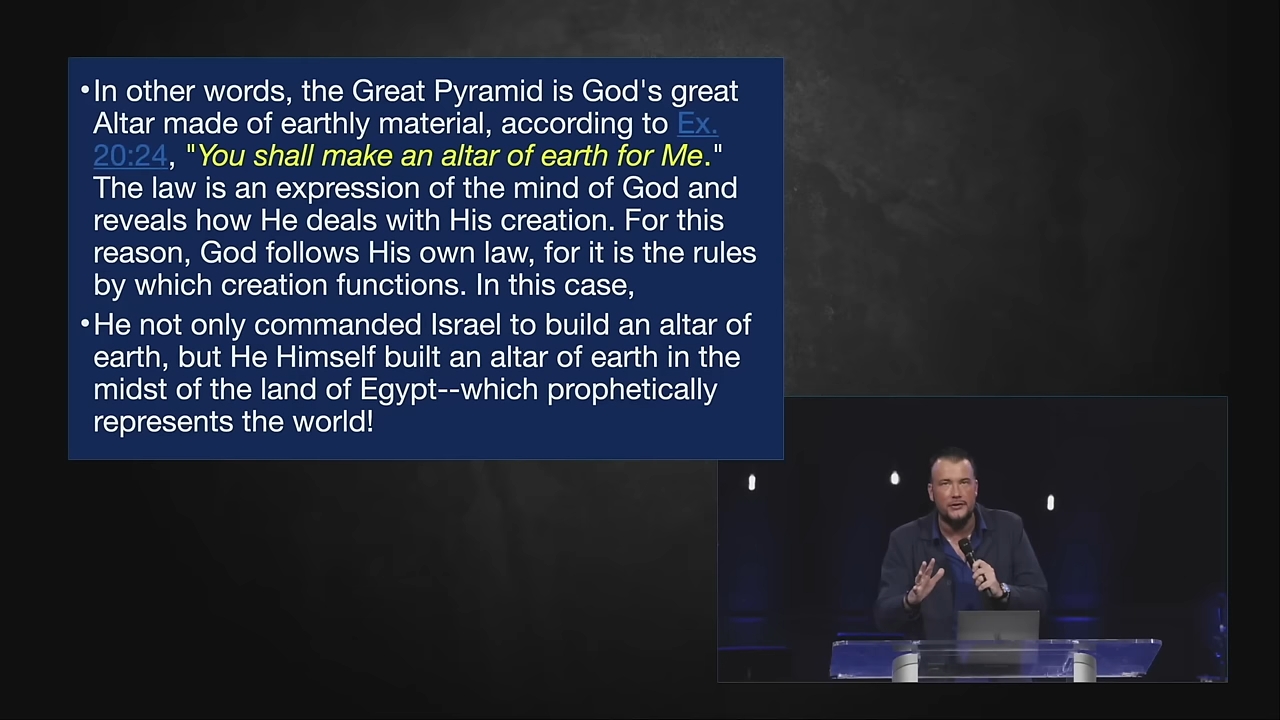 •In other words, the Great Pyramid is God's great
Altar made of earthly material, according to Ex.
20:24, "You shall make an altar of earth for Me."
The law is an expression of the mind of God and
reveals how He deals with His creation. For this
reason, God follows His own law, for it is the rules
by which creation functions. In this case,
•He not only commanded Israel to build an altar of
earth, but He Himself built an altar of earth in the
midst of the land of Egypt--which prophetically
represents the world!